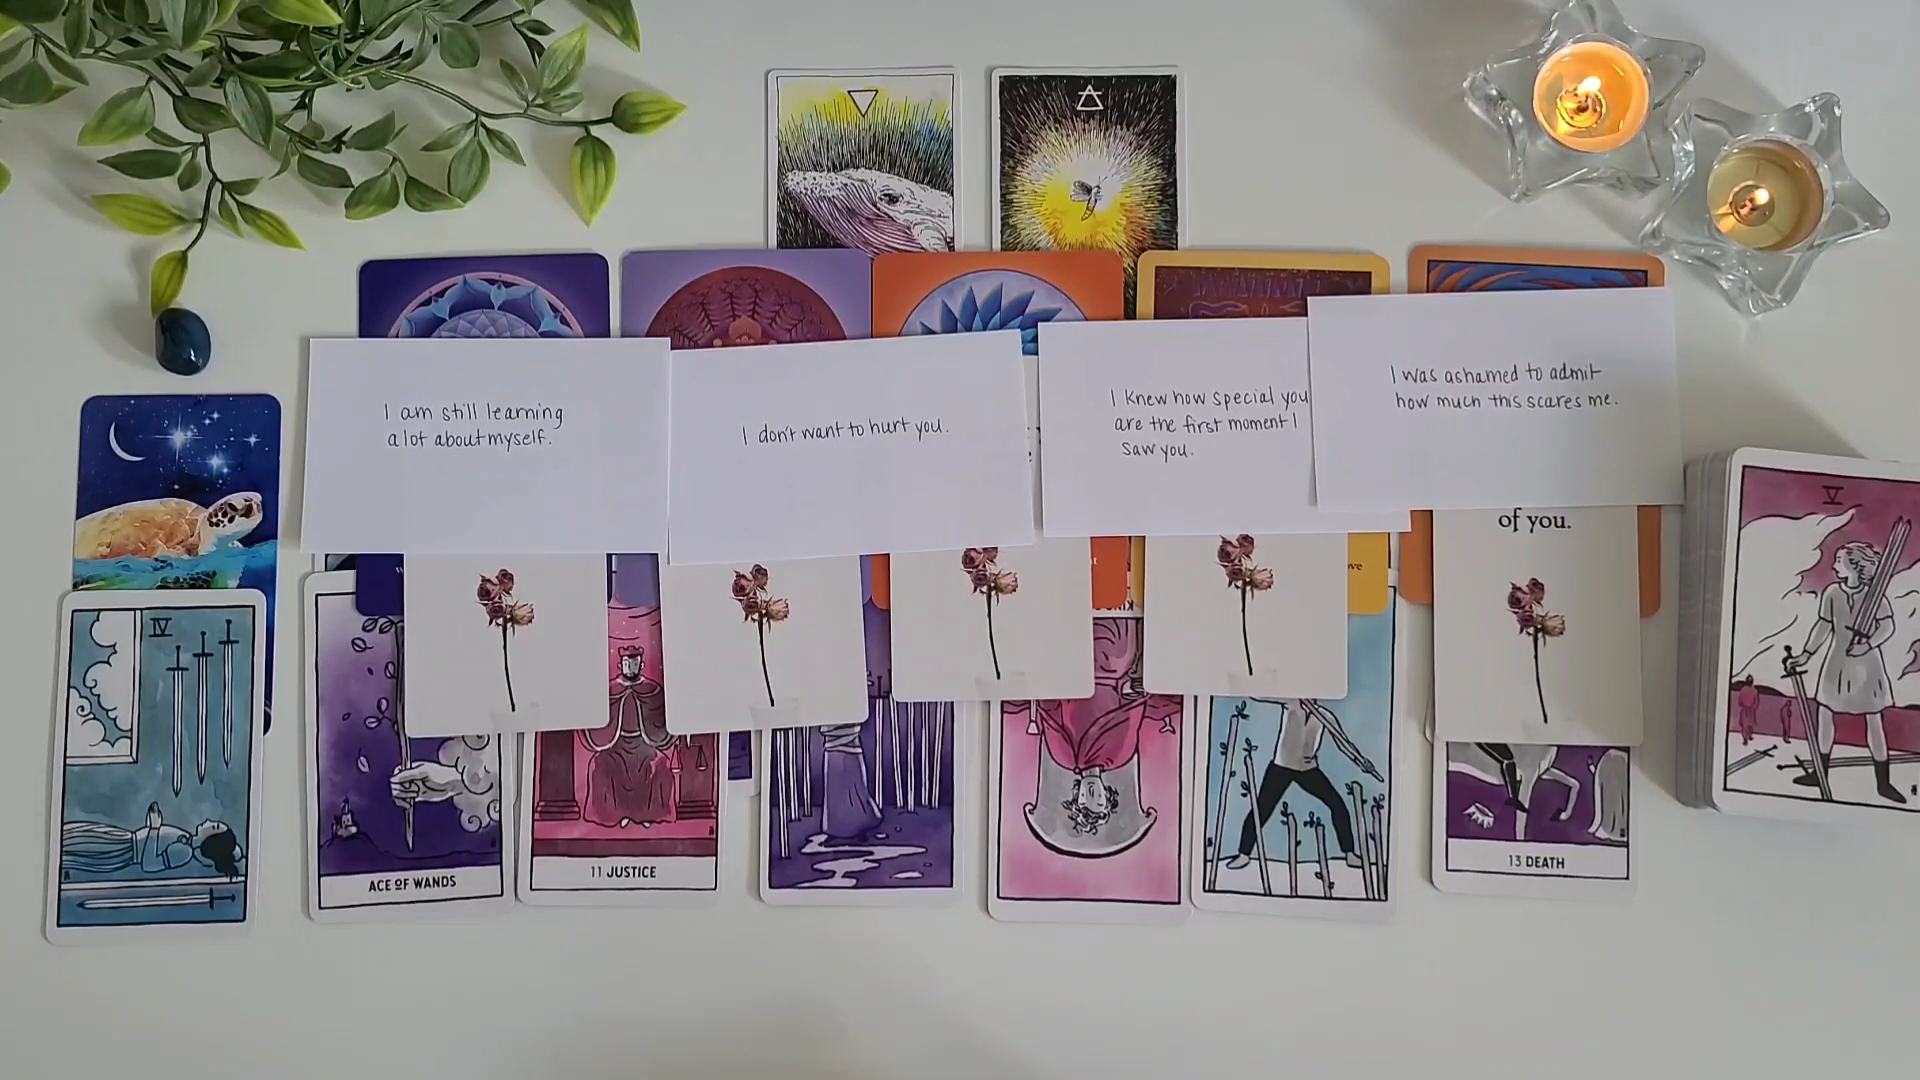 I am still learning
a lot about myself.
I don't want to hurt you.
I knew how special you
are the first moment I
saw you.
I was ashamed to admit
how much this scares me.
of you.
IV
V
ACE OF WANDS
11 JUSTICE
13 DEATH